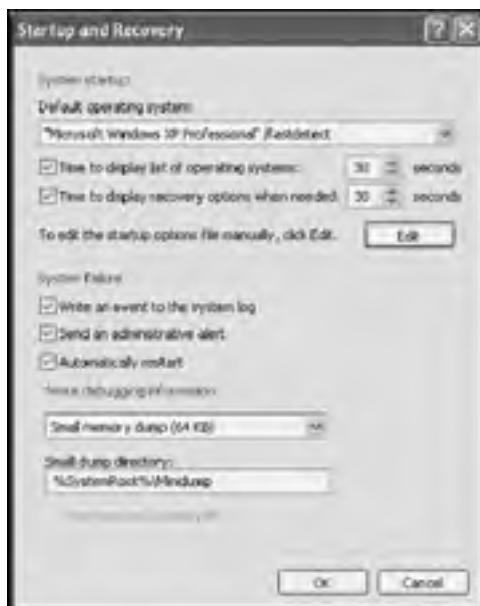 Startup and Recovery
System startup
Default operating system:
"Microsoft Windows XP Professional" /fastdetect
Time to display list of operating systems: 30 seconds
Time to display recovery options when needed: 30 seconds
To edit the startup options file manually, click Edit. Edit
System failure
Write an event to the system log
Send an administrative alert
Automatically restart
Write debugging information
Small memory dump (64 KB)
Small dump directory:
%SystemRoot%\Minidump
OK Cancel